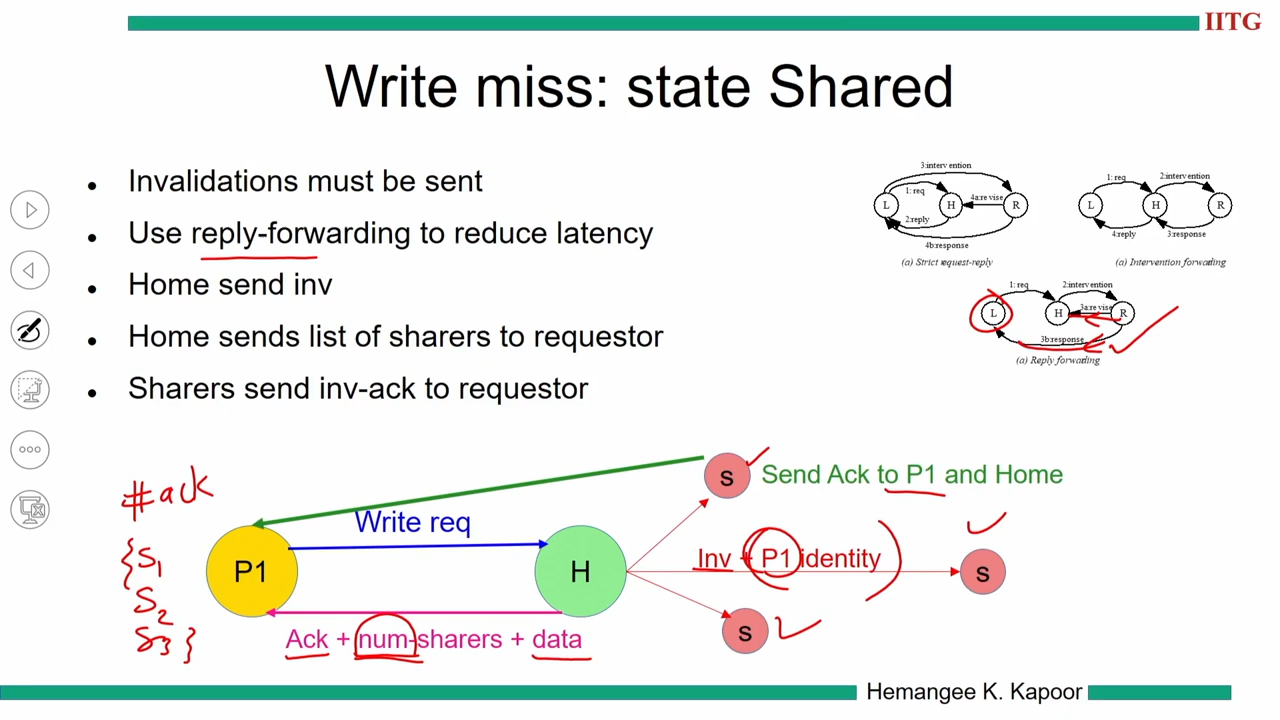 IITG
Write miss: state Shared
Invalidations must be sent
Use reply-forwarding to reduce latency
Home send inv
Home sends list of sharers to requestor
Sharers send inv-ack to requestor
3:intervention
1: req
4a:revise
2:reply
4b:response
L
H
R
(a) Strict request-reply
1: req
2:intervention
L
H
R
4:reply
3:response
(a) Intervention forwarding
1: req
2:intervention
3a:revise
L
H
R
3b:response
(a) Reply forwarding
#ack
{S1
S2
S3}
P1
Write req
H
Ack + num-sharers + data
s
Send Ack to P1 and Home
Inv + P1 identity
s
s
Hemangee K. Kapoor